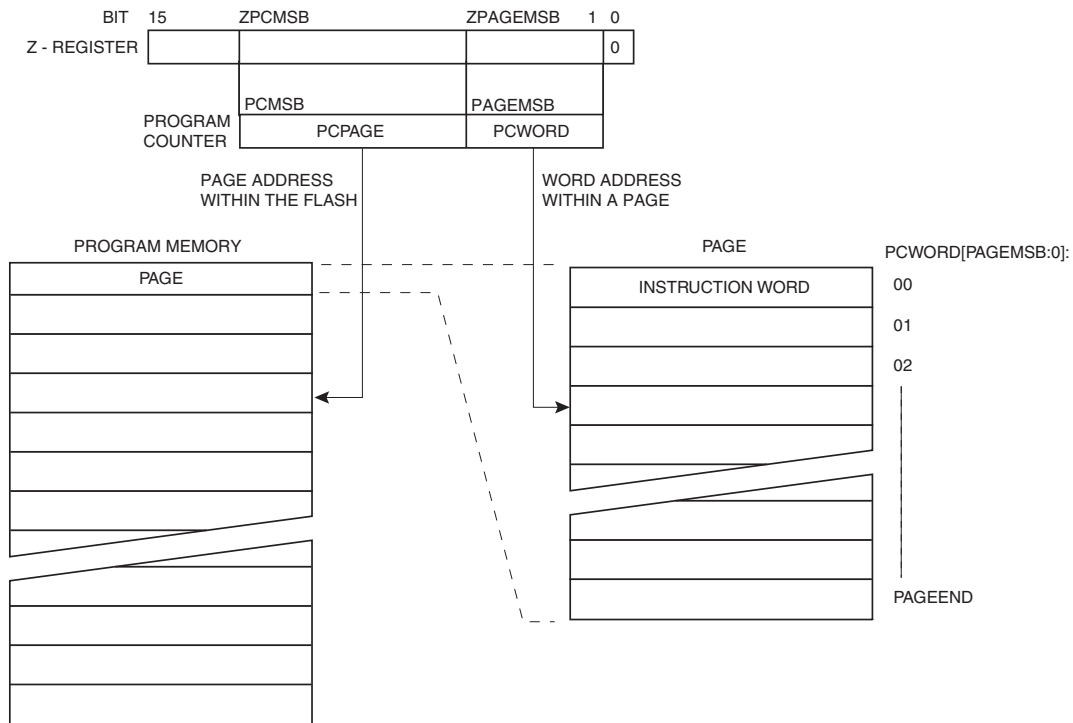 BIT 15 ZPCMSB ZPAGEMSB 1 0
Z - REGISTER 0
PCMSB PAGEMSB
PROGRAM
COUNTER
PCPAGE PCWORD
PAGE ADDRESS
WITHIN THE FLASH
WORD ADDRESS
WITHIN A PAGE
PROGRAM MEMORY
PAGE
PAGE
PCWORD[PAGEMSB:0]:
INSTRUCTION WORD
00
01
02
PAGEEND